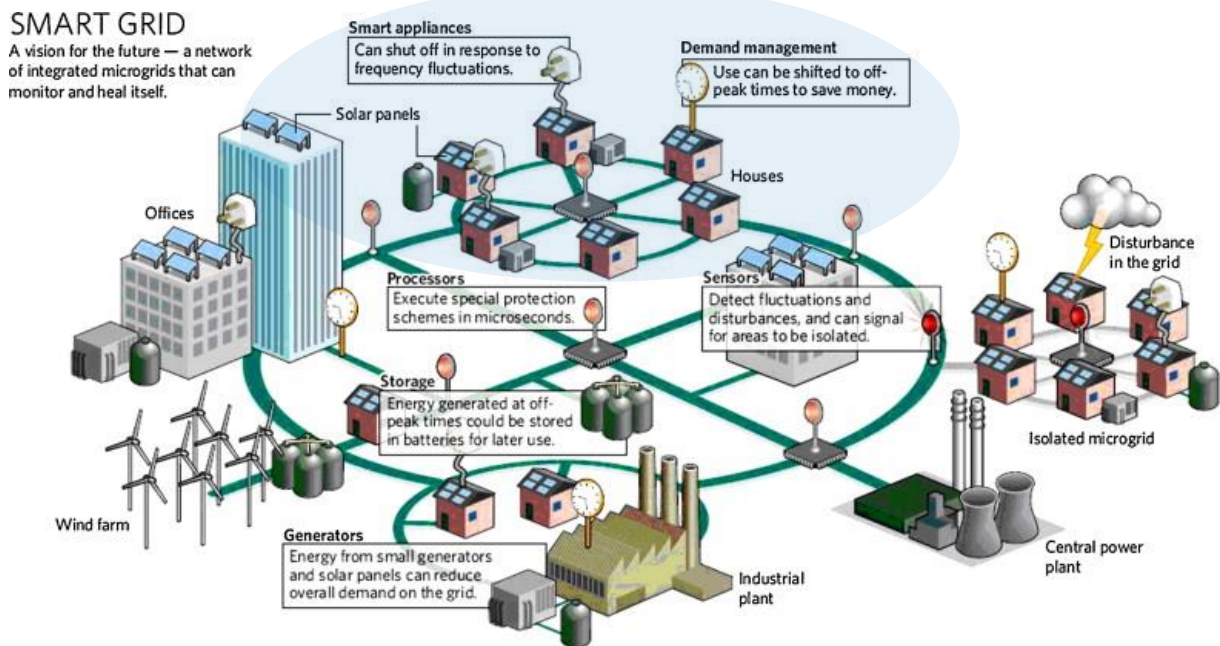 SMART GRID
A vision for the future — a network
of integrated microgrids that can
monitor and heal itself.
Smart appliances
Can shut off in response to
frequency fluctuations.
Demand management
Use can be shifted to off-
peak times to save money.
Solar panels
Houses
Offices
Disturbance
in the grid
Processors
Execute special protection
schemes in microseconds.
Sensors
Detect fluctuations and
disturbances, and can signal
for areas to be isolated.
Storage
Energy generated at off-
peak times could be stored
in batteries for later use.
Isolated microgrid
Wind farm
Generators
Energy from small generators
and solar panels can reduce
overall demand on the grid.
Industrial
plant
Central power
plant